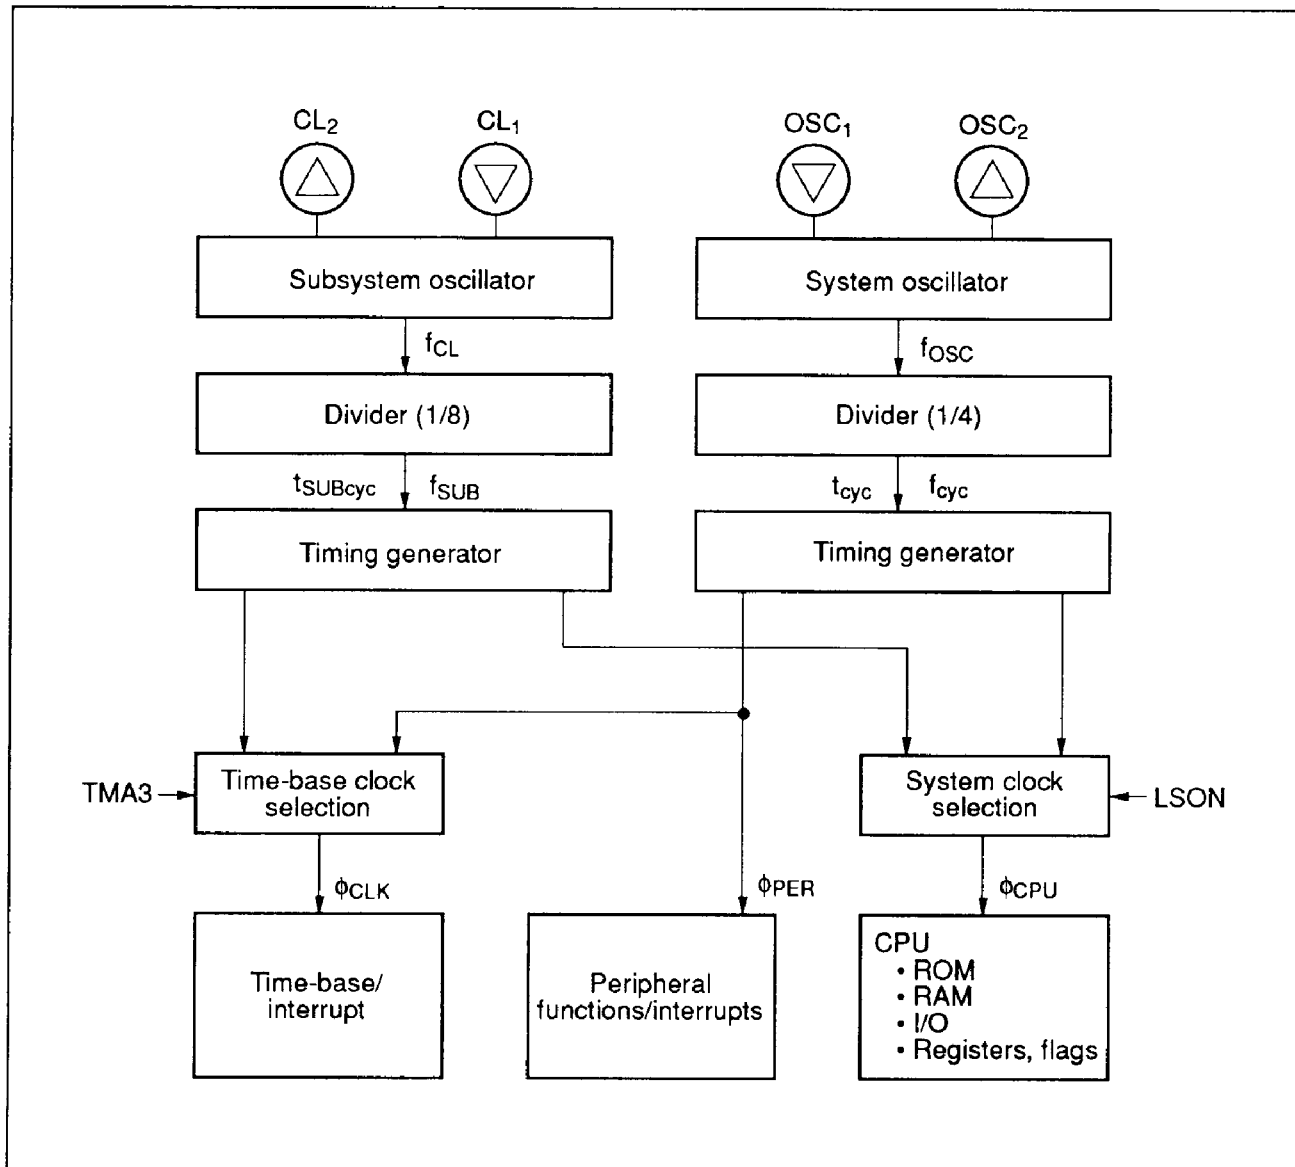 CL2
CL1
OSC1
OSC2
Subsystem oscillator
System oscillator
fCL
fOSC
Divider (1/8)
Divider (1/4)
tSUBcyc
fSUB
tcyc
fcyc
Timing generator
Timing generator
TMA3
Time-base clock
selection
System clock
selection
LSON
ϕCLK
ϕPER
ϕCPU
Time-base/
interrupt
Peripheral
functions/interrupts
CPU
• ROM
• RAM
• I/O
• Registers, flags